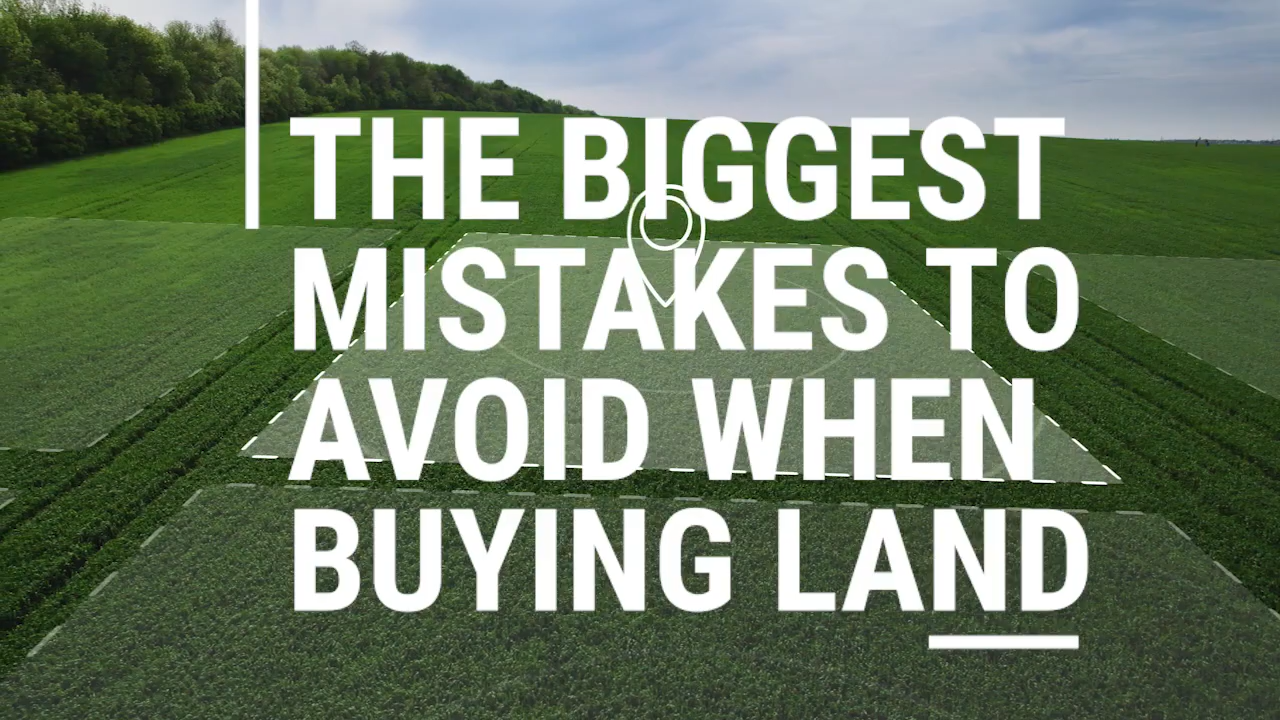 THE BIGGEST
MISTAKES TO
AVOID WHEN
BUYING LAND